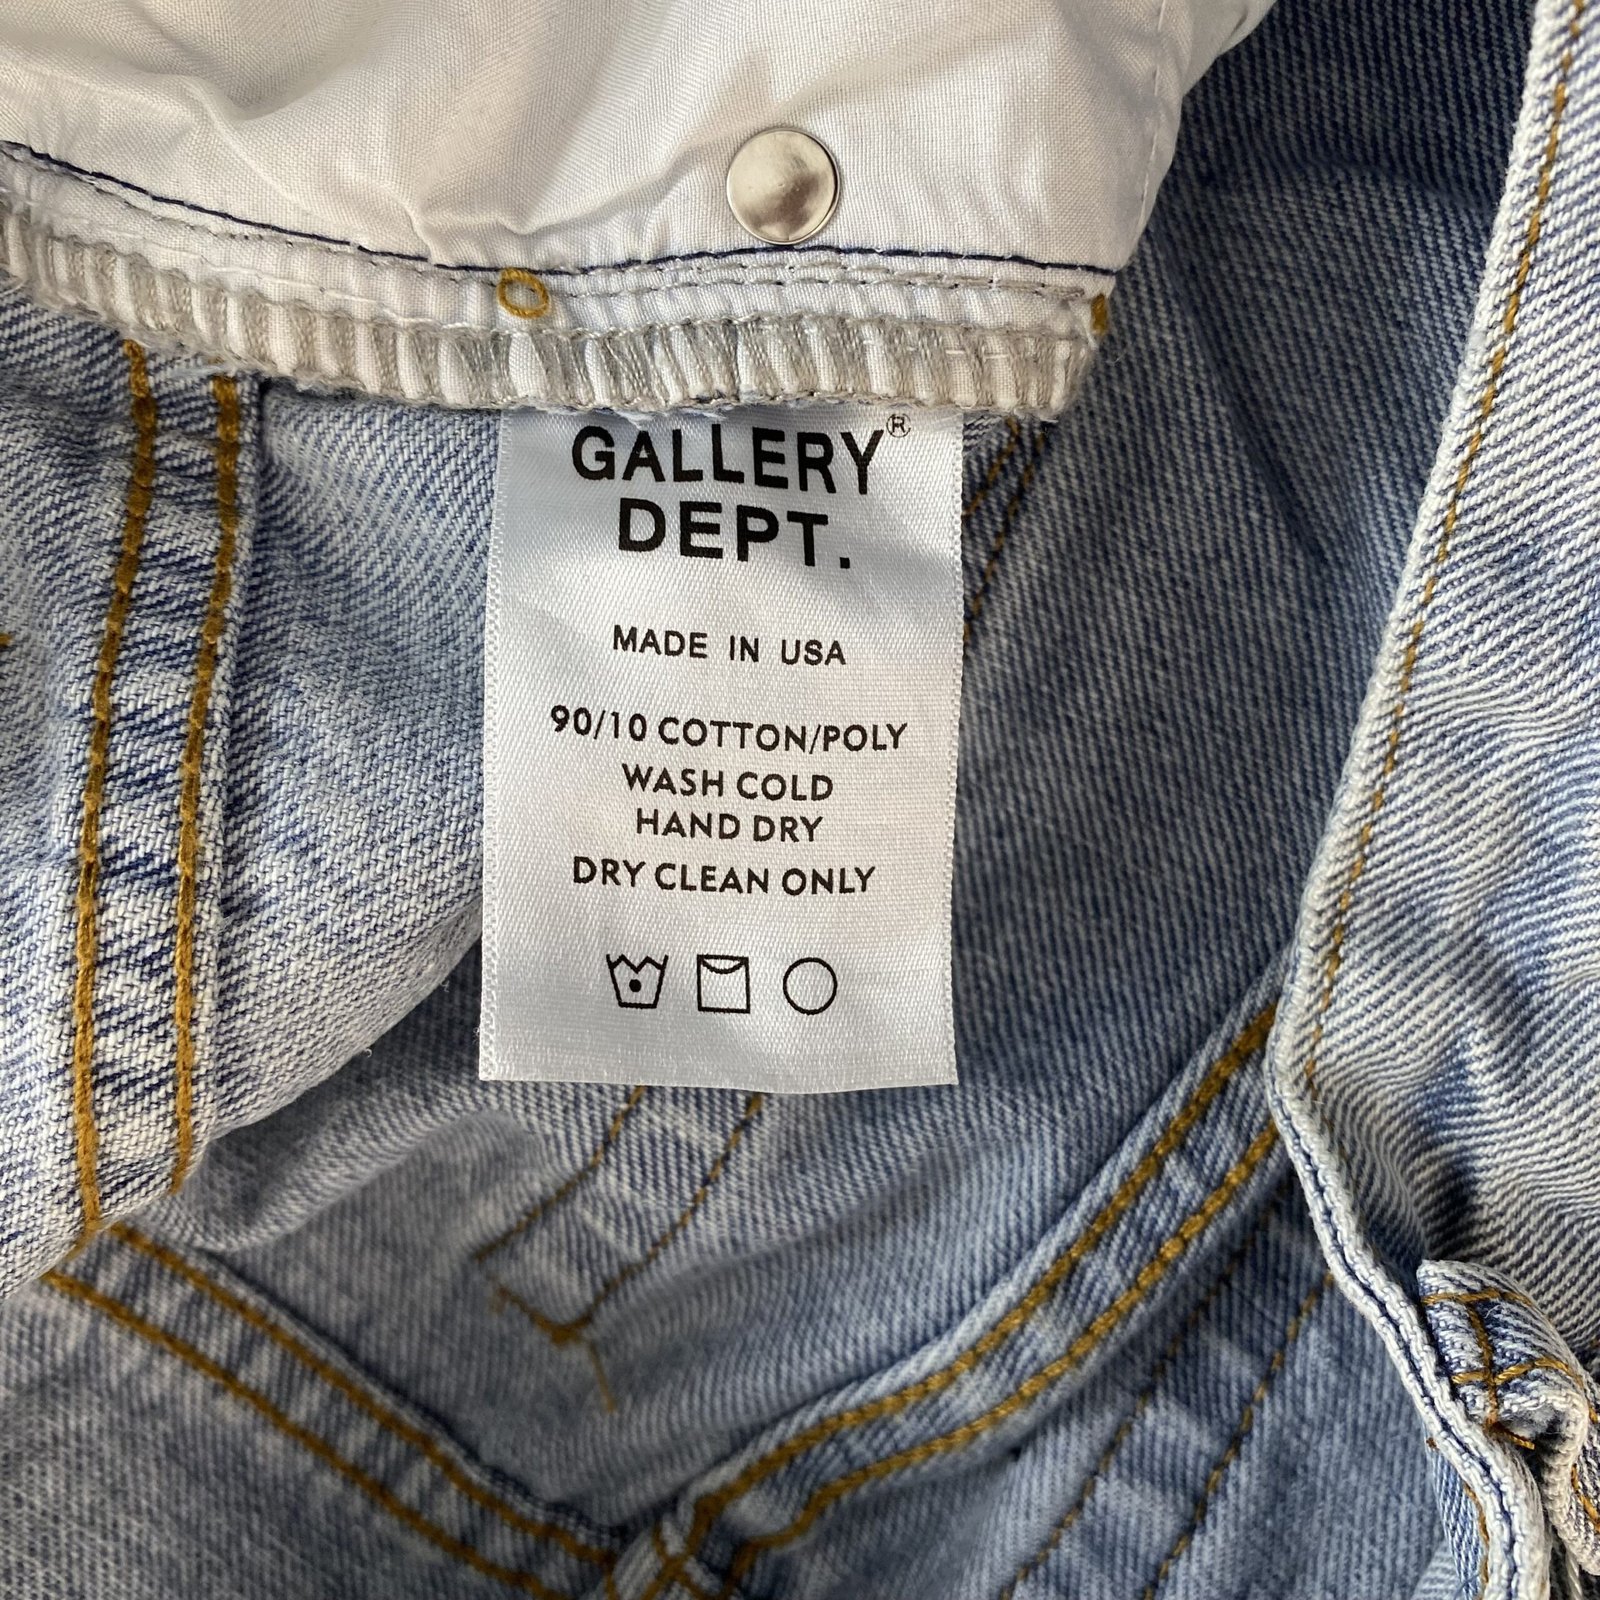 GALLERY®
DEPT.
MADE IN USA
90/10 COTTON/POLY
WASH COLD
HAND DRY
DRY CLEAN ONLY